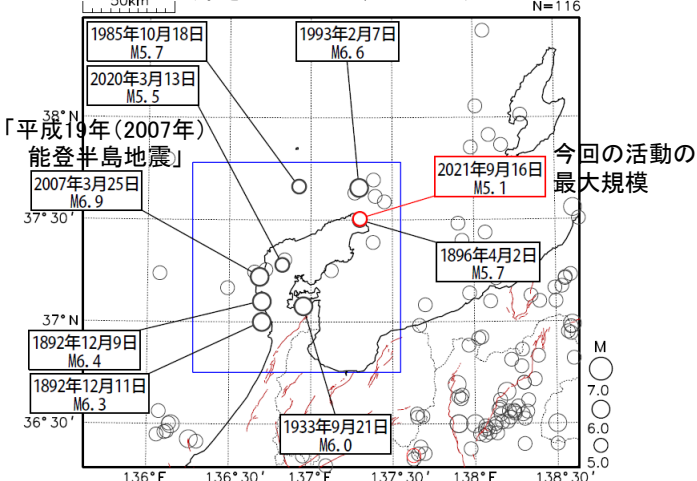 N=116
1985年10月18日
M5.7
1993年2月7日
M6.6
2020年3月13日
M5.5
38°N
「平成19年（2007年）
能登半島地震」
今回の活動の
最大規模
2021年9月16日
M5.1
2007年3月25日
M6.9
37°30′
1896年4月2日
M5.7
37°N
1892年12月9日
M6.4
1892年12月11日
M6.3
1933年9月21日
M6.0
36°30′
M
7.0
6.0
5.0
136°E
136°30′
137°E
137°30′
138°E
138°30′